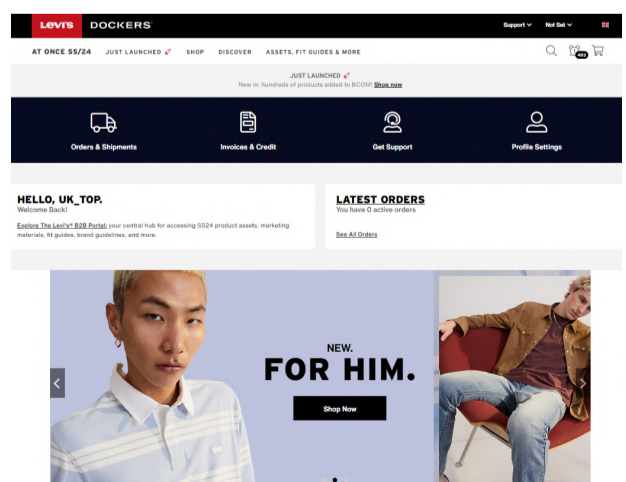 Levi's DOCKERS Support Not Set
AT ONCE SS/24 JUST LAUNCHED 🚀 SHOP DISCOVER ASSETS, FIT GUIDES & MORE
JUST LAUNCHED 🚀
New in: hundreds of products added to BCOM! Shop now
Orders & Shipments Invoices & Credit Get Support Profile Settings
HELLO, UK_TOP.
Welcome Back!
Explore The Levi's® B2B Portal: your central hub for accessing SS24 product assets, marketing
materials, fit guides, brand guidelines, and more.
LATEST ORDERS
You have 0 active orders
See All Orders
NEW.
FOR HIM.
Shop Now